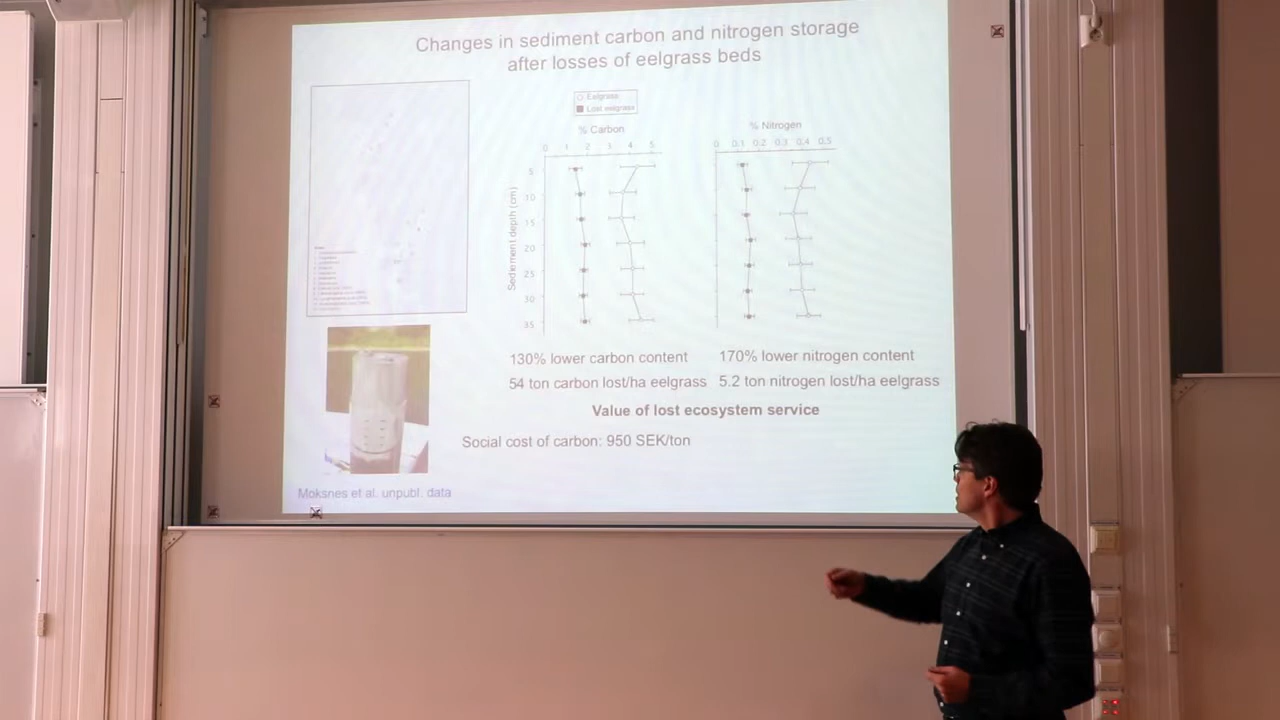 Changes in sediment carbon and nitrogen storage
after losses of eelgrass beds
Eelgrass
Lost eelgrass
% Carbon
0 1 2 3 4 5
Sediement depth (cm)
5
10
15
20
25
30
35
% Nitrogen
0 0.1 0.2 0.3 0.4 0.5
130% lower carbon content
54 ton carbon lost/ha eelgrass
170% lower nitrogen content
5.2 ton nitrogen lost/ha eelgrass
Value of lost ecosystem service
Social cost of carbon: 950 SEK/ton
Moksnes et al. unpubl. data